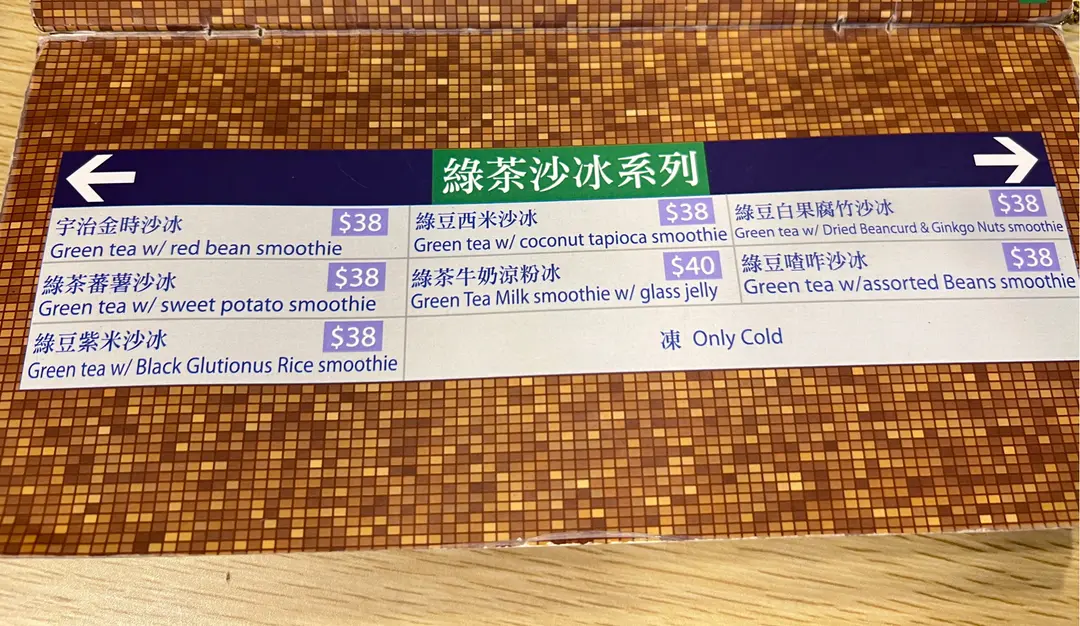 綠茶沙冰系列
宇治金時沙冰 $38
Green tea w/ red bean smoothie
綠茶蕃薯沙冰 $38
Green tea w/ sweet potato smoothie
綠豆紫米沙冰 $38
Green tea w/ Black Glutionus Rice smoothie
綠豆西米沙冰 $38
Green tea w/ coconut tapioca smoothie
綠茶牛奶涼粉冰 $40
Green Tea Milk smoothie w/ glass jelly
綠豆白果腐竹沙冰 $38
Green tea w/ Dried Beancurd & Ginkgo Nuts smoothie
綠豆喳咋沙冰 $38
Green tea w/assorted Beans smoothie
凍 Only Cold